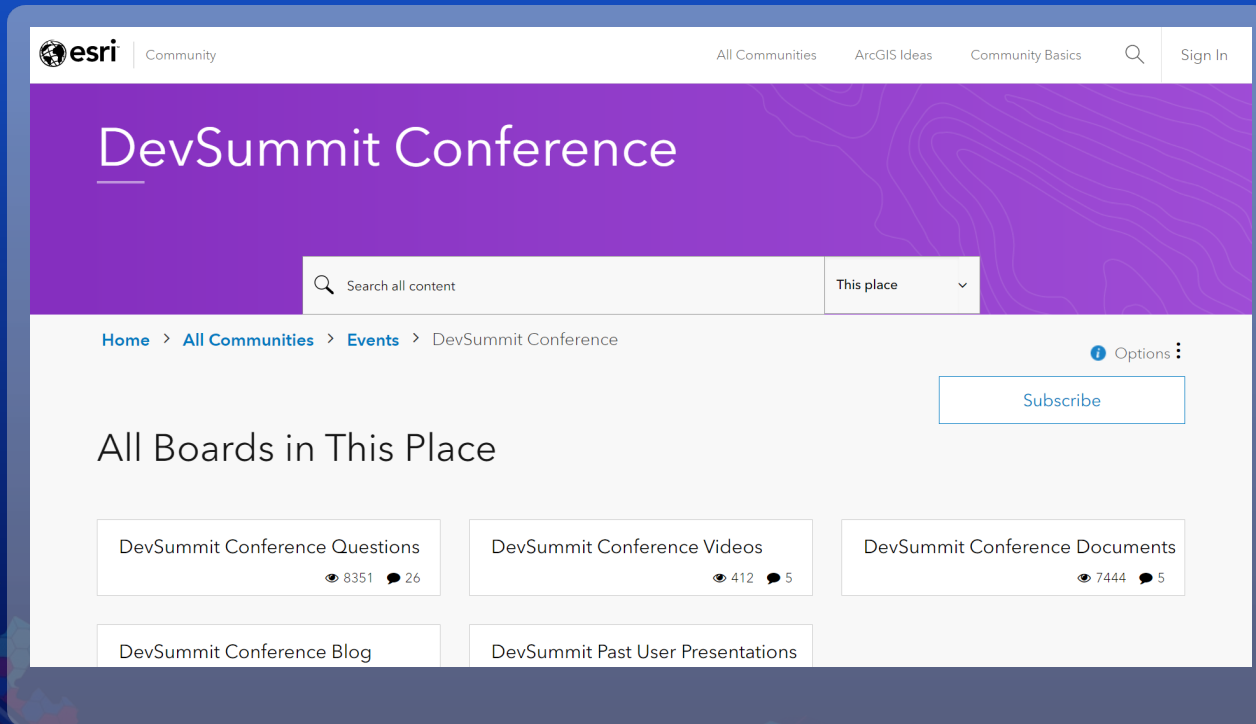 esri Community All Communities ArcGIS Ideas Community Basics Sign In
DevSummit Conference
Search all content This place
Home > All Communities > Events > DevSummit Conference
Options
Subscribe
All Boards in This Place
DevSummit Conference Questions
8351 26
DevSummit Conference Videos
412 5
DevSummit Conference Documents
7444 5
DevSummit Conference Blog
DevSummit Past User Presentations